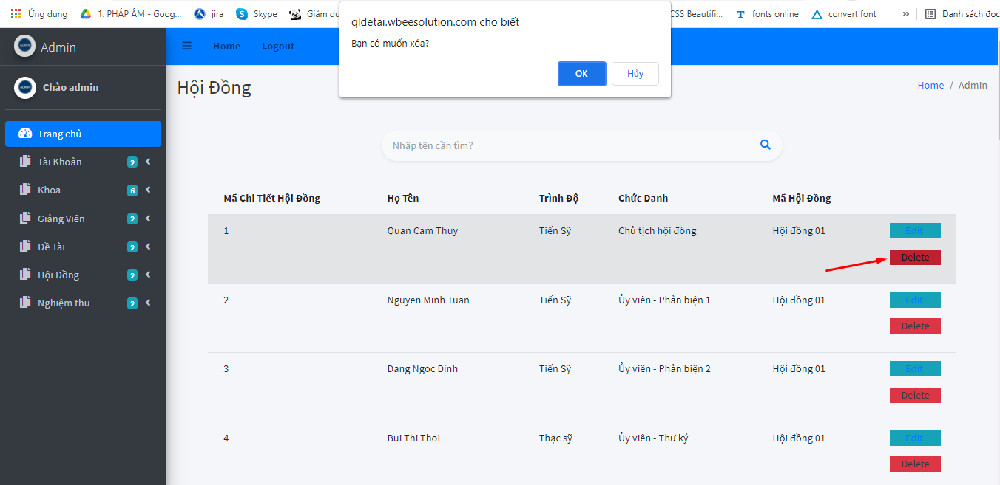 Ứng dụng 1. PHÁP ÂM - Goog... jira Skype Giám dụ CSS Beautifi... fonts online convert font » Danh sách đọc
qldetai.wbeesolution.com cho biết
Bạn có muốn xóa?
OK Hủy
Admin
Home Logout
Chào admin
Hội Đồng
Home / Admin
Trang chủ
Nhập tên cần tìm?
Tài Khoản 2
Khoa 6
Giảng Viên 2
Đề Tài 2
Hội Đồng 2
Nghiệm thu 2
Mã Chi Tiết Hội Đồng Họ Tên Trình Độ Chức Danh Mã Hội Đồng
1 Quan Cam Thuy Tiến Sỹ Chủ tịch hội đồng Hội đồng 01 Edit
Delete
2 Nguyen Minh Tuan Tiến Sỹ Ủy viên - Phản biện 1 Hội đồng 01 Edit
Delete
3 Dang Ngoc Dinh Tiến Sỹ Ủy viên - Phản biện 2 Hội đồng 01 Edit
Delete
4 Bui Thi Thoi Thạc sỹ Ủy viên - Thư ký Hội đồng 01 Edit
Delete